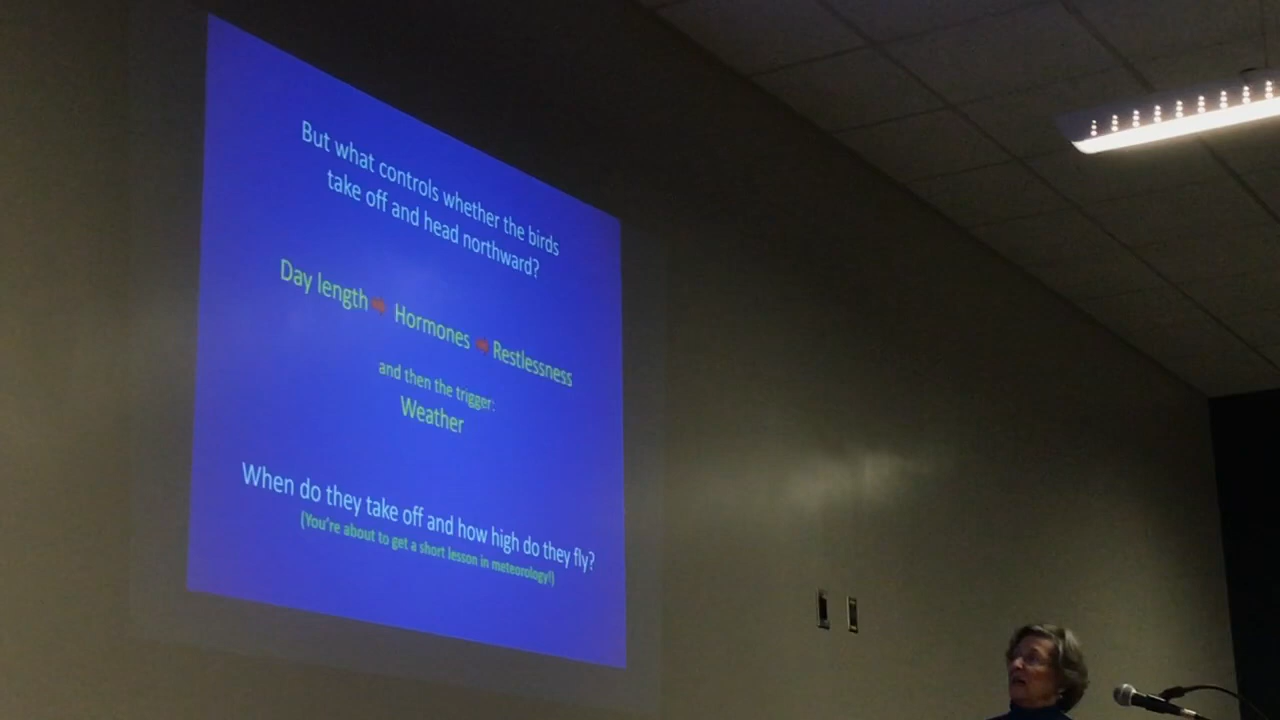 But what controls whether the birds
take off and head northward?
Day length ➡ Hormones ➡ Restlessness
and then the trigger:
Weather
When do they take off and how high do they fly?
(You're about to get a short lesson in meteorology!)